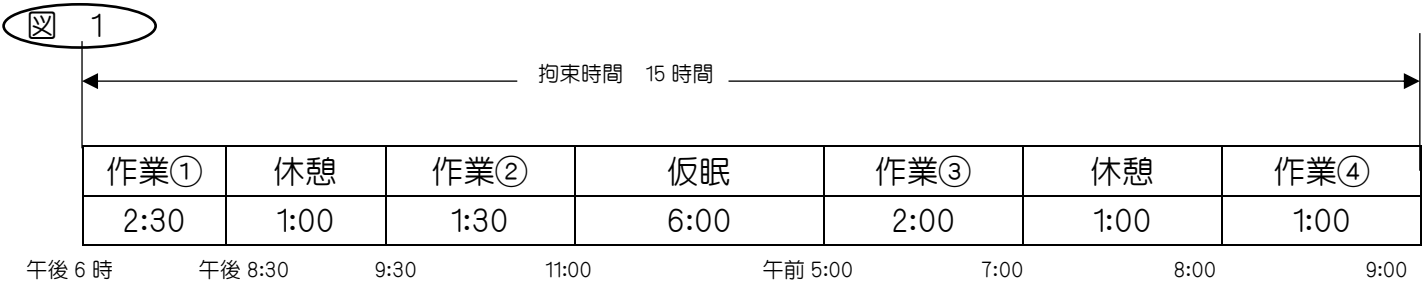 図 1
拘束時間 15時間
作業① 休憩 作業② 仮眠 作業③ 休憩 作業④
2:30 1:00 1:30 6:00 2:00 1:00 1:00
午後6時 午後8:30 9:30 11:00 午前5:00 7:00 8:00 9:00